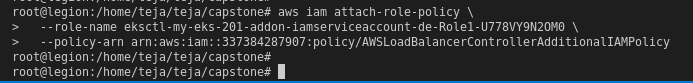 root@legion:/home/teja/teja/capstone# aws iam attach-role-policy \
>   --role-name eksctl-my-eks-201-addon-iamserviceaccount-de-Role1-U778VY9N2OM0 \
>   --policy-arn arn:aws:iam::337384287907:policy/AWSLoadBalancerControllerAdditionalIAMPolicy
root@legion:/home/teja/teja/capstone#
root@legion:/home/teja/teja/capstone#